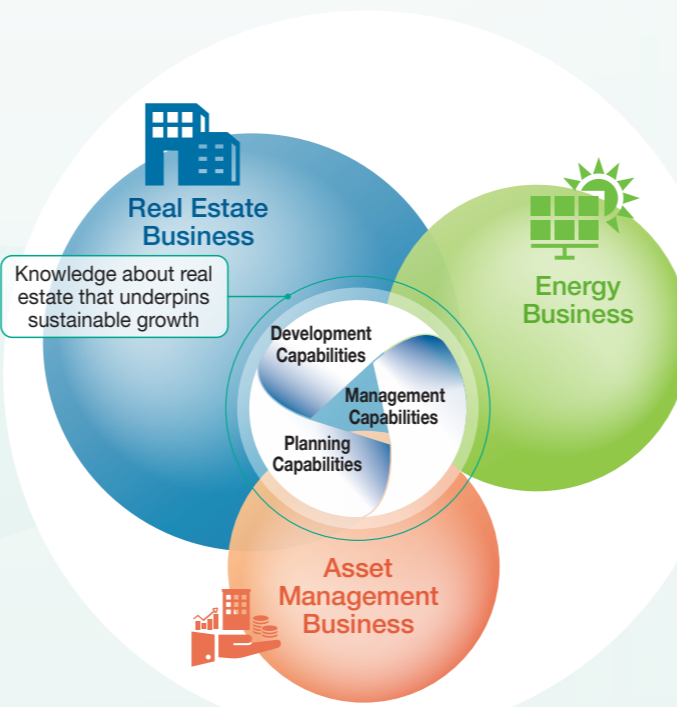 Real Estate
Business
Knowledge about real
estate that underpins
sustainable growth
Energy
Business
Development
Capabilities
Management
Capabilities
Planning
Capabilities
Asset
Management
Business